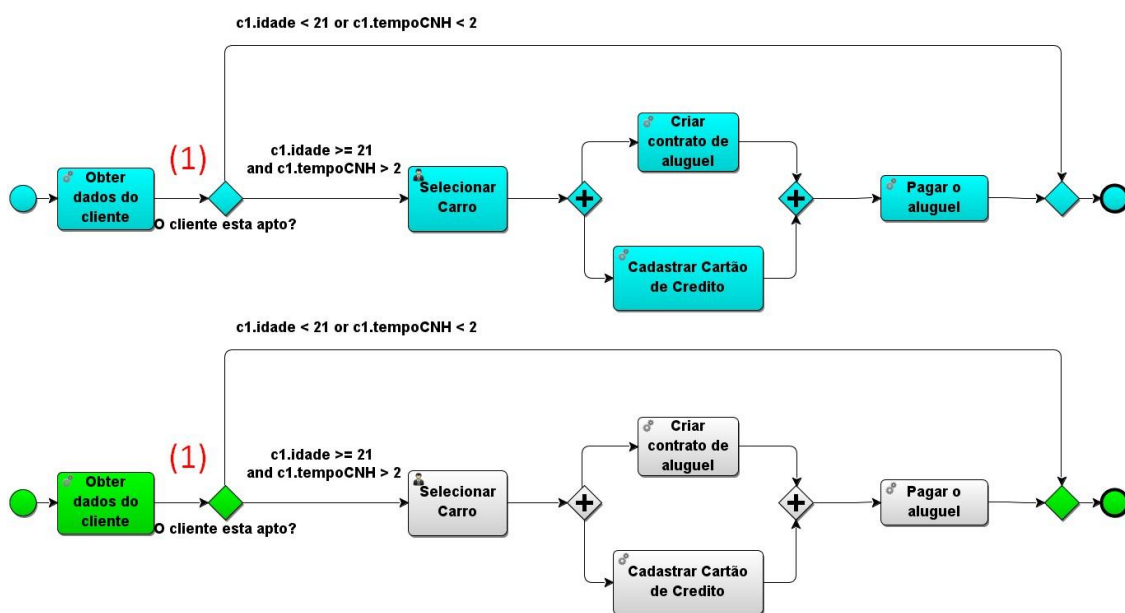 c1.idade < 21 or c1.tempoCNH < 2
(1)
c1.idade >= 21
and c1.tempoCNH > 2
Obter
dados do
cliente
O cliente esta apto?
Selecionar
Carro
Criar
contrato de
aluguel
Cadastrar Cartão
de Credito
Pagar o
aluguel
c1.idade < 21 or c1.tempoCNH < 2
(1)
c1.idade >= 21
and c1.tempoCNH > 2
Obter
dados do
cliente
O cliente esta apto?
Selecionar
Carro
Criar
contrato de
aluguel
Cadastrar Cartão
de Credito
Pagar o
aluguel